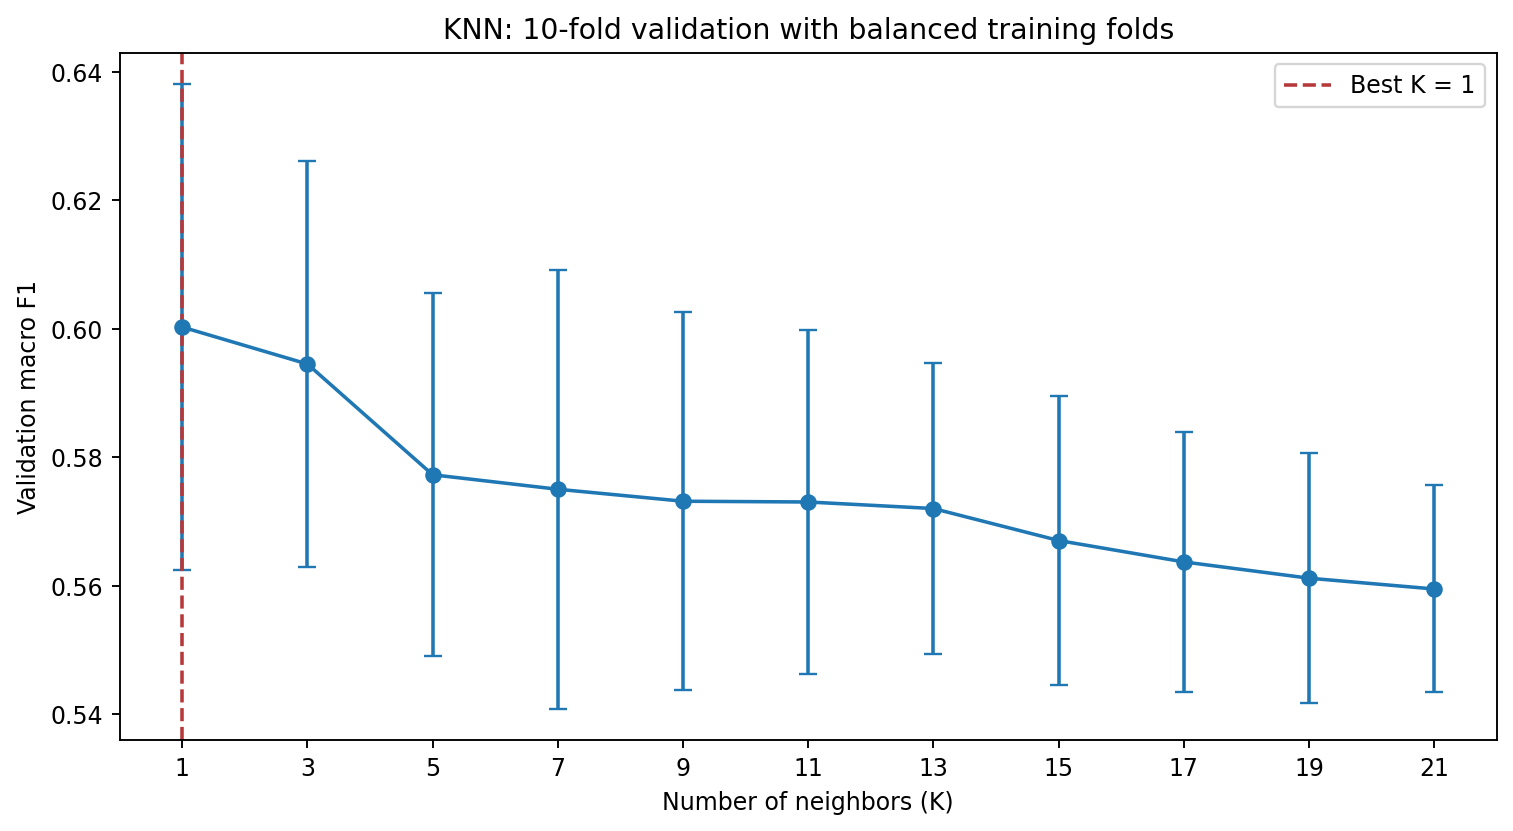 KNN: 10-fold validation with balanced training folds
Best K = 1
Validation macro F1
0.64
0.62
0.60
0.58
0.56
0.54
1 3 5 7 9 11 13 15 17 19 21
Number of neighbors (K)